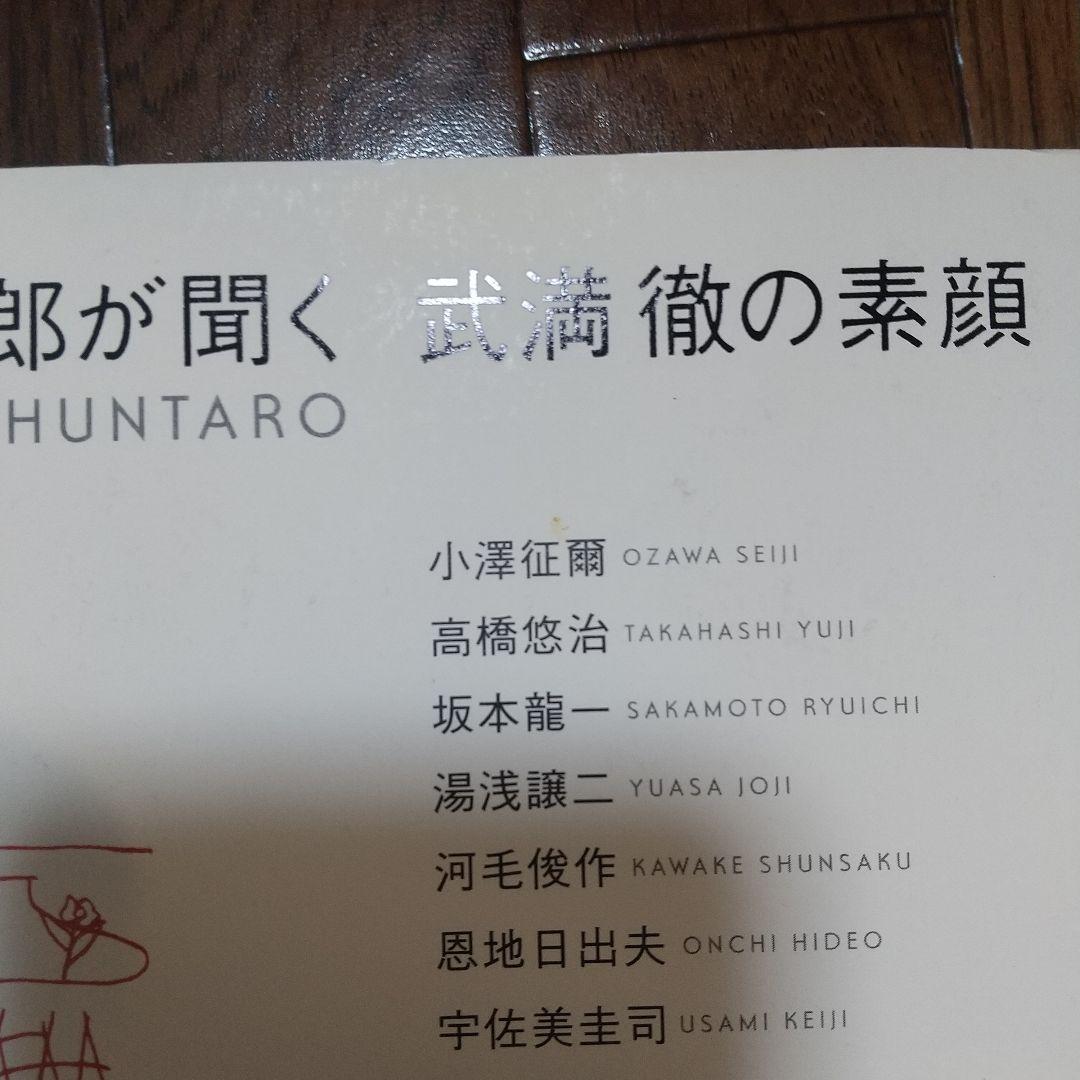 郎が聞く 武満 徹の素顔
HUNTARO
小澤征爾 OZAWA SEIJI
高橋悠治 TAKAHASHI YUJI
坂本龍一 SAKAMOTO RYUICHI
湯浅譲二 YUASA JOJI
河毛俊作 KAWAKE SHUNSAKU
恩地日出夫 ONCHI HIDEO
宇佐美圭司 USAMI KEIJI